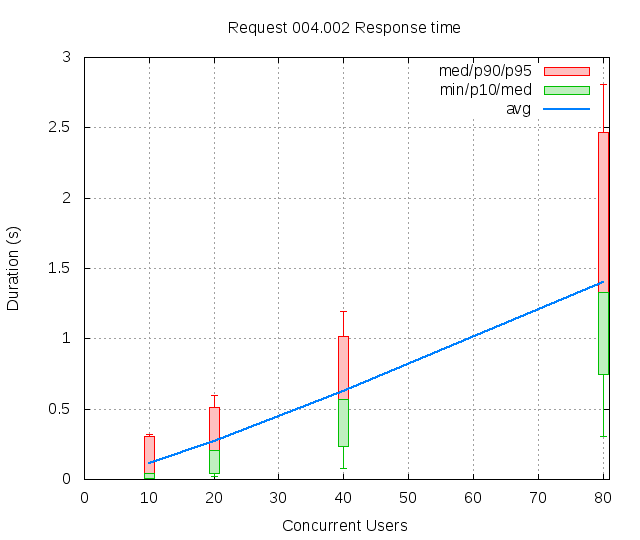 Request 004.002 Response time
3
2.5
2
1.5
1
0.5
0
Duration (s)
med/p90/p95
min/p10/med
avg
0 10 20 30 40 50 60 70 80
Concurrent Users